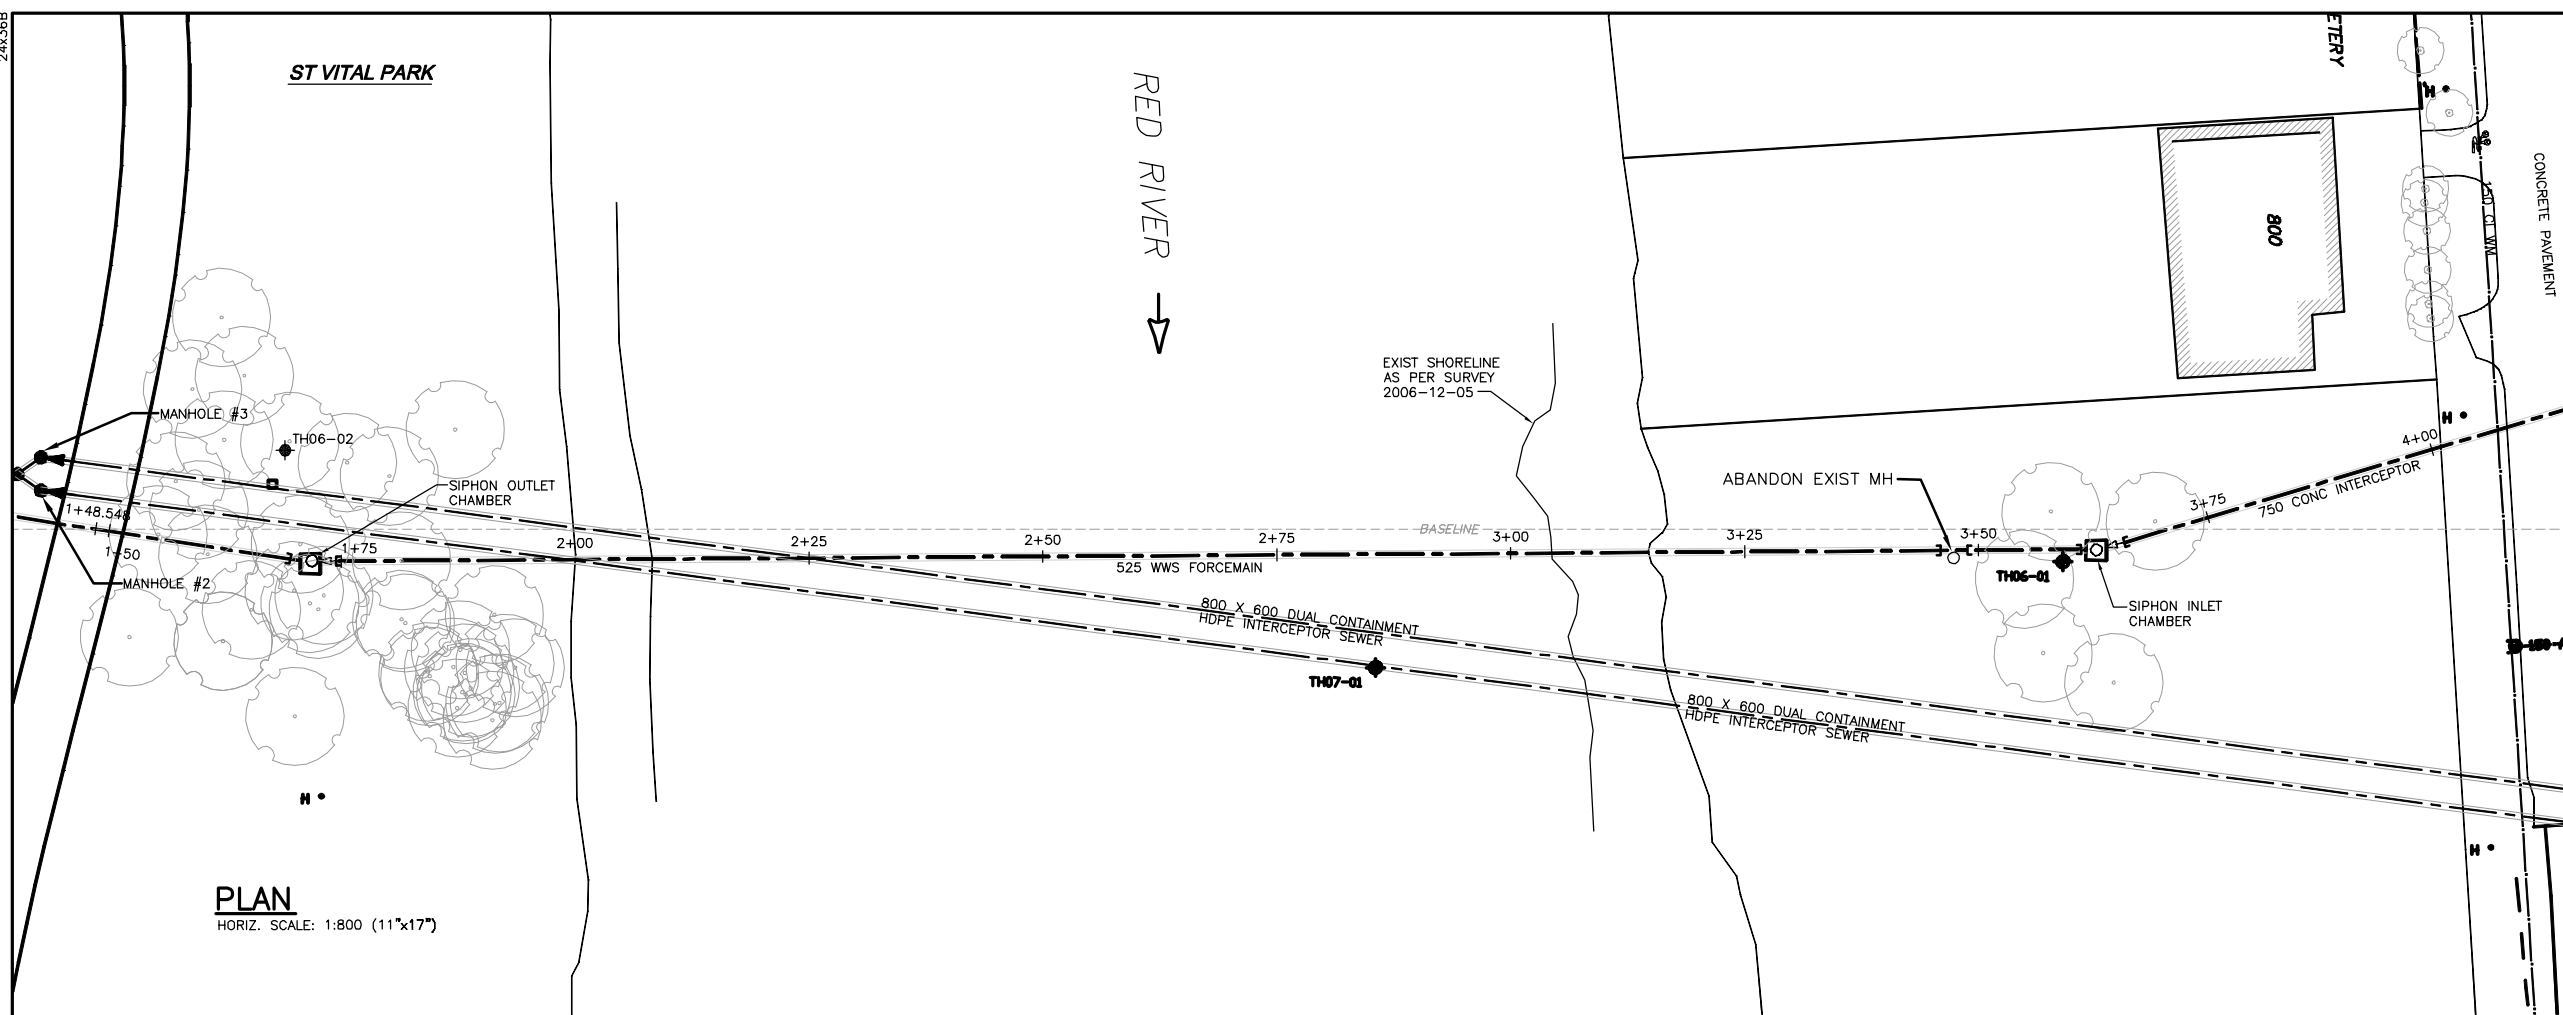 24x36B
ST VITAL PARK
RED RIVER
ETERY
H
800
150 CI WM
CONCRETE PAVEMENT
EXIST SHORELINE
AS PER SURVEY
2006-12-05
MANHOLE #3
TH06-02
H
4+00
SIPHON OUTLET
CHAMBER
ABANDON EXIST MH
3+75
750 CONC INTERCEPTOR
1+48.548
1+50
1+75
2+00
2+25
2+50
2+75
BASELINE
3+00
3+25
3+50
525 WWS FORCEMAIN
TH06-01
MANHOLE #2
800 X 600 DUAL CONTAINMENT
HDPE INTERCEPTOR SEWER
SIPHON INLET
CHAMBER
TH07-01
800 X 600 DUAL CONTAINMENT
HDPE INTERCEPTOR SEWER
H
H
PLAN
HORIZ. SCALE: 1:800 (11"x17")